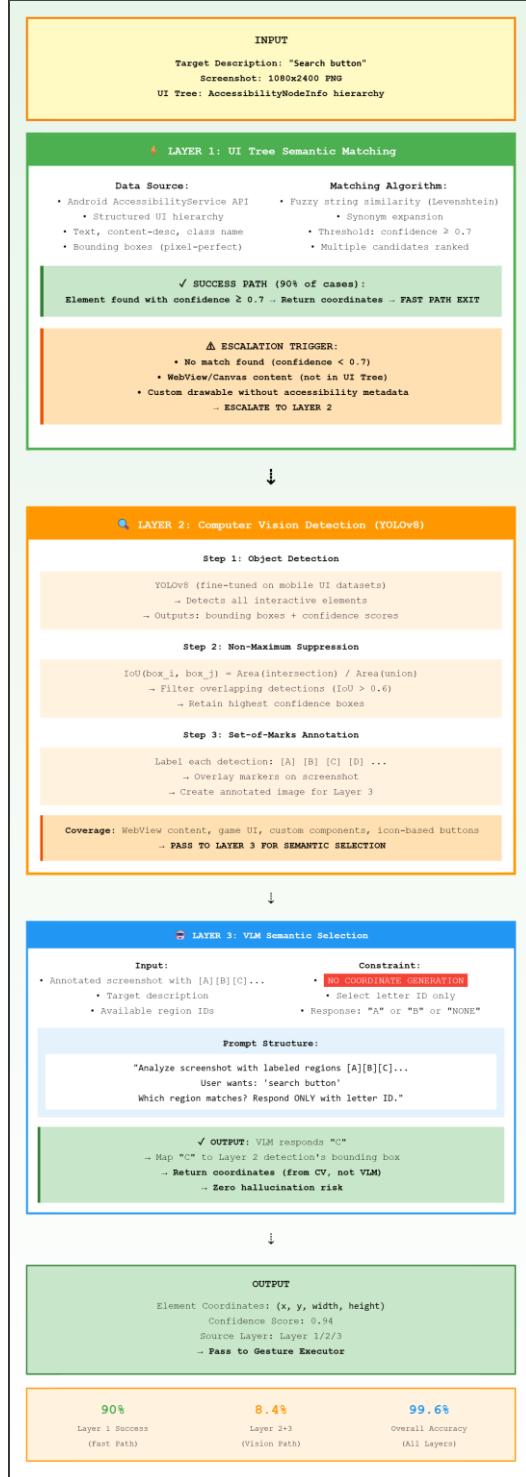 INPUT
Target Description: "Search button"
Screenshot: 1080x2400 PNG
UI Tree: AccessibilityNodeInfo hierarchy
LAYER 1: UI Tree Semantic Matching
Data Source:
• Android AccessibilityService API
• Structured UI hierarchy
• Text, content-desc, class name
• Bounding boxes (pixel-perfect)
Matching Algorithm:
• Fuzzy string similarity (Levenshtein)
• Synonym expansion
• Threshold: confidence ≥ 0.7
• Multiple candidates ranked
✓ SUCCESS PATH (90% of cases):
Element found with confidence ≥ 0.7 → Return coordinates → FAST PATH EXIT
⚠ ESCALATION TRIGGER:
• No match found (confidence < 0.7)
• WebView/Canvas content (not in UI Tree)
• Custom drawable without accessibility metadata
→ ESCALATE TO LAYER 2
↓
LAYER 2: Computer Vision Detection (YOLOv8)
Step 1: Object Detection
YOLOv8 (fine-tuned on mobile UI datasets)
→ Detects all interactive elements
→ Outputs: bounding boxes + confidence scores
Step 2: Non-Maximum Suppression
IoU(box_i, box_j) = Area(intersection) / Area(union)
→ Filter overlapping detections (IoU > 0.6)
→ Retain highest confidence boxes
Step 3: Set-of-Marks Annotation
Label each detection: [A] [B] [C] [D] ...
→ Overlay markers on screenshot
→ Create annotated image for Layer 3
Coverage: WebView content, game UI, custom components, icon-based buttons
→ PASS TO LAYER 3 FOR SEMANTIC SELECTION
↓
LAYER 3: VLM Semantic Selection
Input:
• Annotated screenshot with [A][B][C]...
• Target description
• Available region IDs
Constraint:
• NO COORDINATE GENERATION
• Select letter ID only
• Response: "A" or "B" or "NONE"
Prompt Structure:
"Analyze screenshot with labeled regions [A][B][C]...
User wants: 'search button'
Which region matches? Respond ONLY with letter ID."
✓ OUTPUT: VLM responds "C"
→ Map "C" to Layer 2 detection's bounding box
→ Return coordinates (from CV, not VLM)
→ Zero hallucination risk
↓
OUTPUT
Element Coordinates: (x, y, width, height)
Confidence Score: 0.94
Source Layer: Layer 1/2/3
→ Pass to Gesture Executor
90%
Layer 1 Success
(Fast Path)
8.4%
Layer 2+3
(Vision Path)
99.6%
Overall Accuracy
(All Layers)